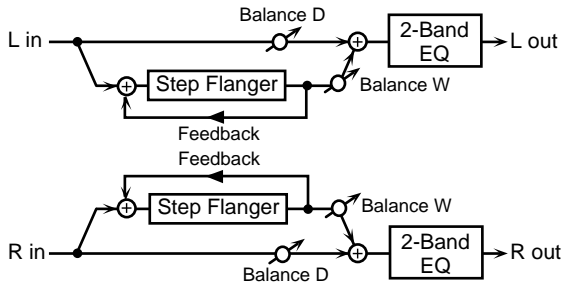 Balance D
L in
2-Band
EQ
L out
Step Flanger
Balance W
Feedback
Feedback
Step Flanger
Balance W
R in
2-Band
EQ
R out
Balance D